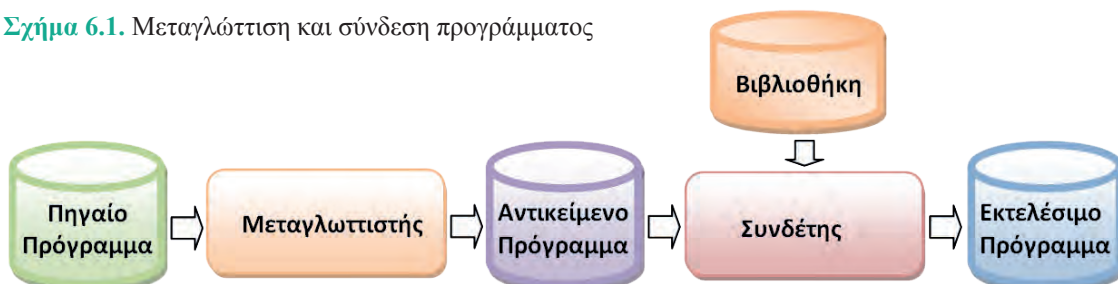 Σχήμα 6.1. Μεταγλώττιση και σύνδεση προγράμματος
Βιβλιοθήκη
Πηγαίο
Πρόγραμμα
Μεταγλωττιστής
Αντικείμενο
Πρόγραμμα
Συνδέτης
Εκτελέσιμο
Πρόγραμμα